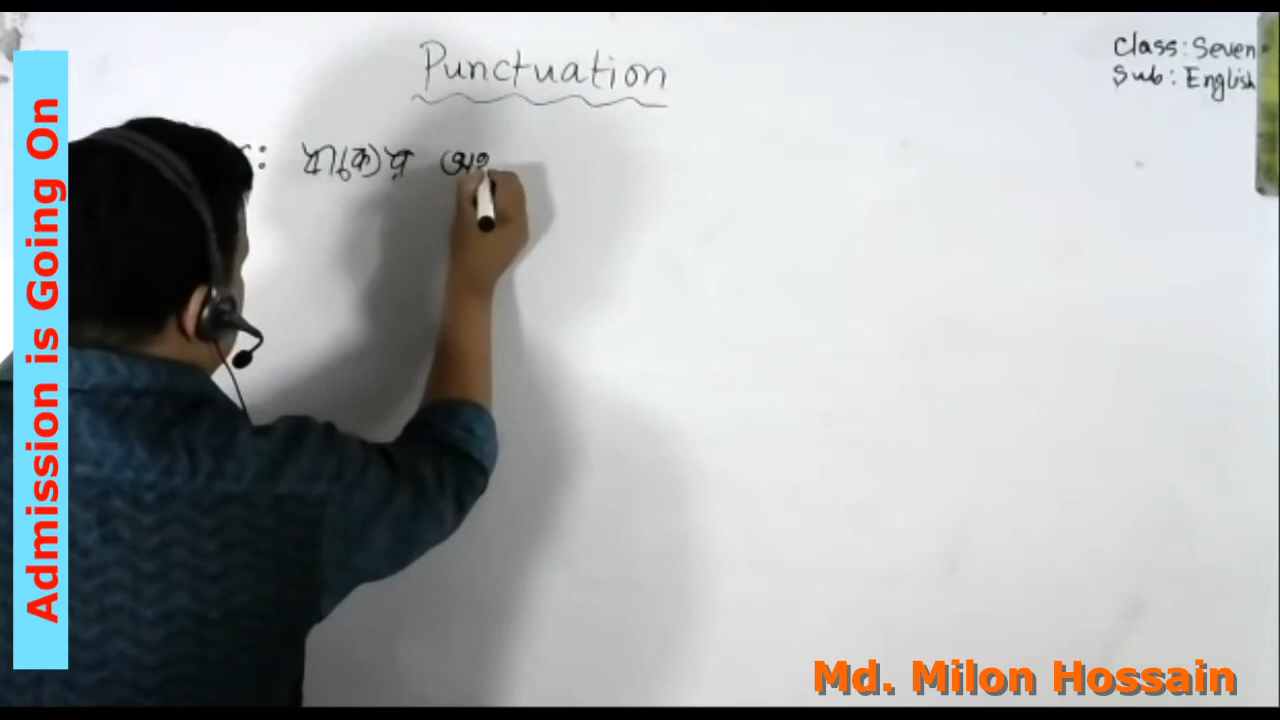 Punctuation
Class: Seven
Sub: English
: বাক্যের
Admission is Going On
Md. Milon Hossain